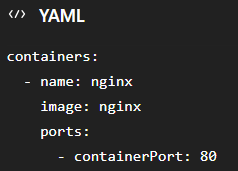 </> YAML
containers:
  - name: nginx
    image: nginx
    ports:
      - containerPort: 80